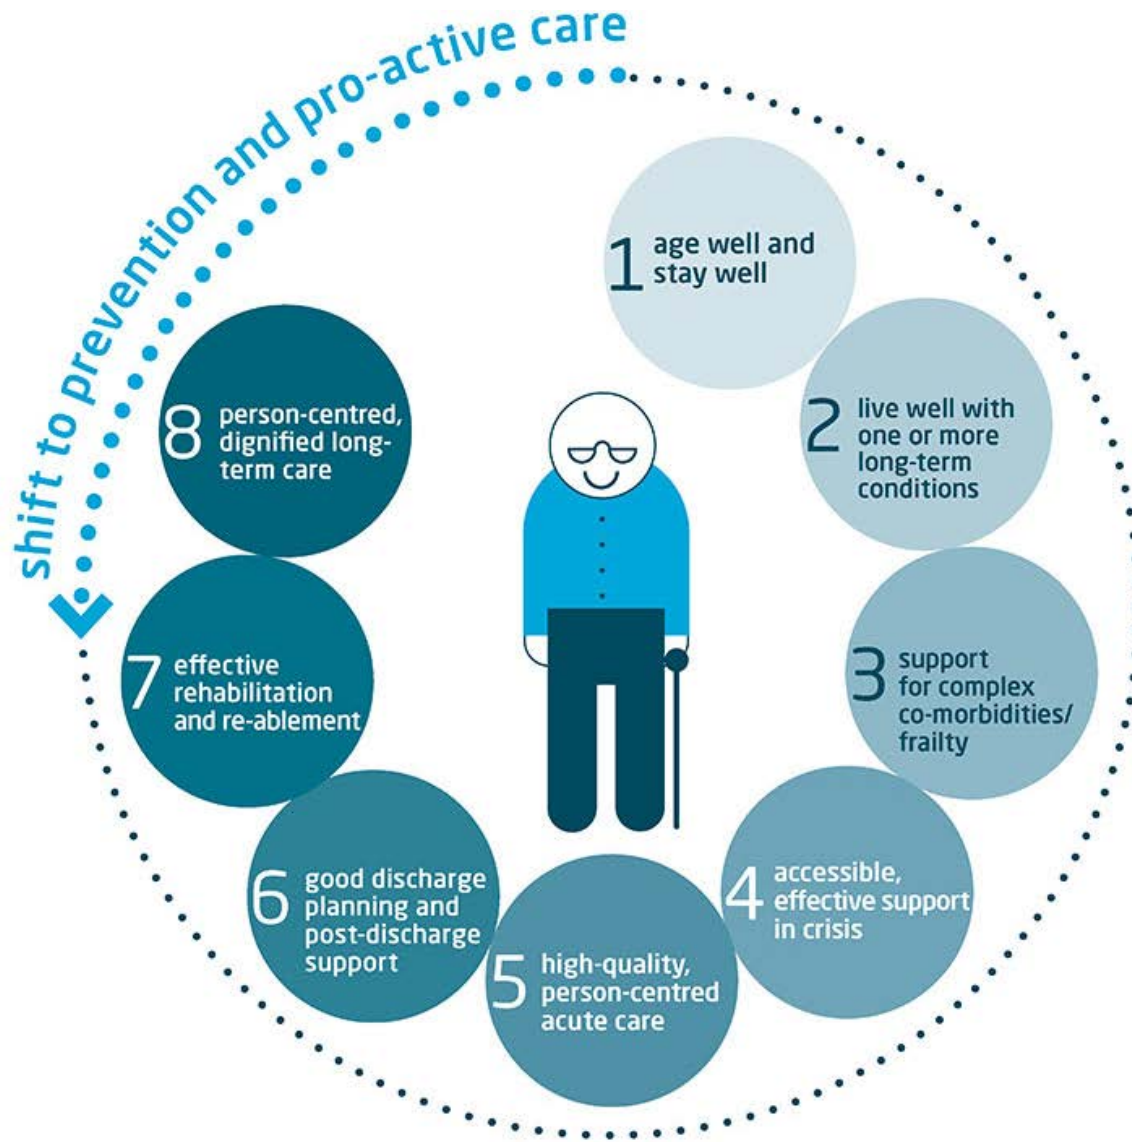 shift to prevention and pro-active care
1 age well and
stay well
2 live well with
one or more
long-term
conditions
3 support
for complex
co-morbidities/
frailty
4 accessible,
effective support
in crisis
5 high-quality,
person-centred
acute care
6 good discharge
planning and
post-discharge
support
7 effective
rehabilitation
and re-ablement
8 person-centred,
dignified long-
term care